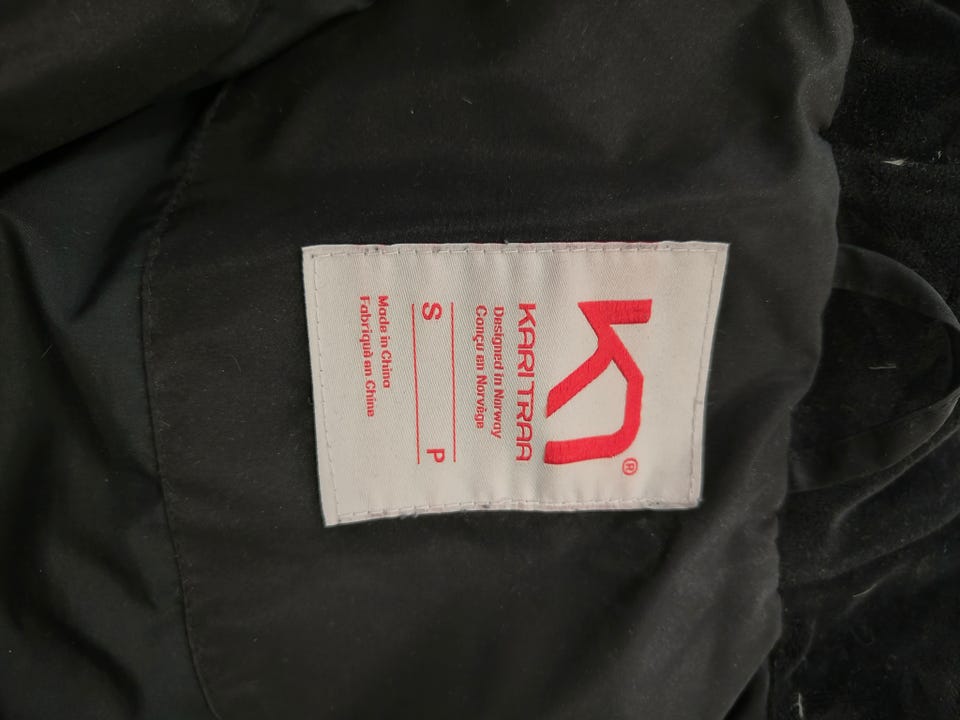 ®
KARI TRAA
Designed in Norway
Conçu en Norvège
S P
Made in China
Fabriqué en Chine